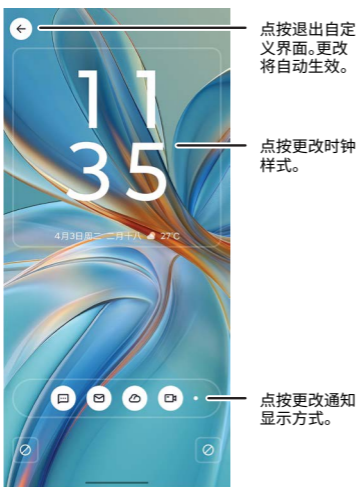 点按退出自定
义界面。更改
将自动生效。
11
35
点按更改时钟
样式。
4月3日周二 二月十八 27°C
点按更改通知
显示方式。